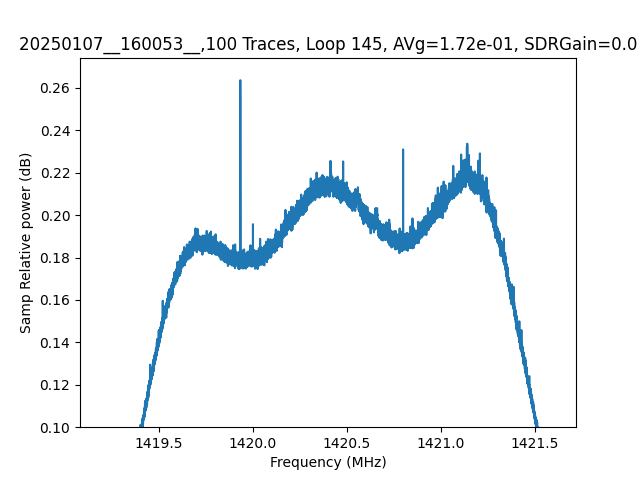 20250107__160053__,100 Traces, Loop 145, AVg=1.72e-01, SDRGain=0.0
Samp Relative power (dB)
0.26
0.24
0.22
0.20
0.18
0.16
0.14
0.12
0.10
1419.5 1420.0 1420.5 1421.0 1421.5
Frequency (MHz)